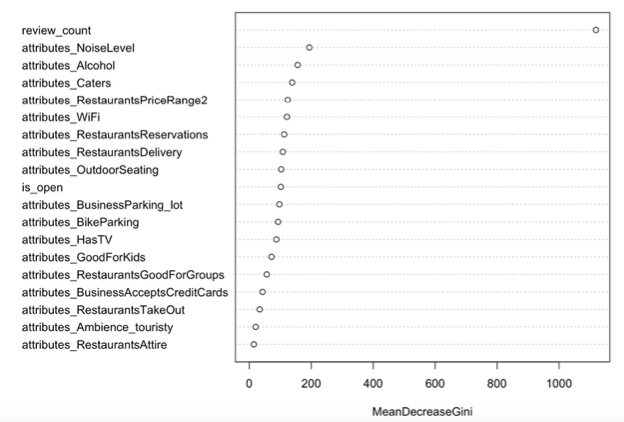 review_count
attributes_NoiseLevel
attributes_Alcohol
attributes_Caters
attributes_RestaurantsPriceRange2
attributes_WiFi
attributes_RestaurantsReservations
attributes_RestaurantsDelivery
attributes_OutdoorSeating
is_open
attributes_BusinessParking_lot
attributes_BikeParking
attributes_HasTV
attributes_GoodForKids
attributes_RestaurantsGoodForGroups
attributes_BusinessAcceptsCreditCards
attributes_RestaurantsTakeOut
attributes_Ambience_touristy
attributes_RestaurantsAttire
0 200 400 600 800 1000
MeanDecreaseGini